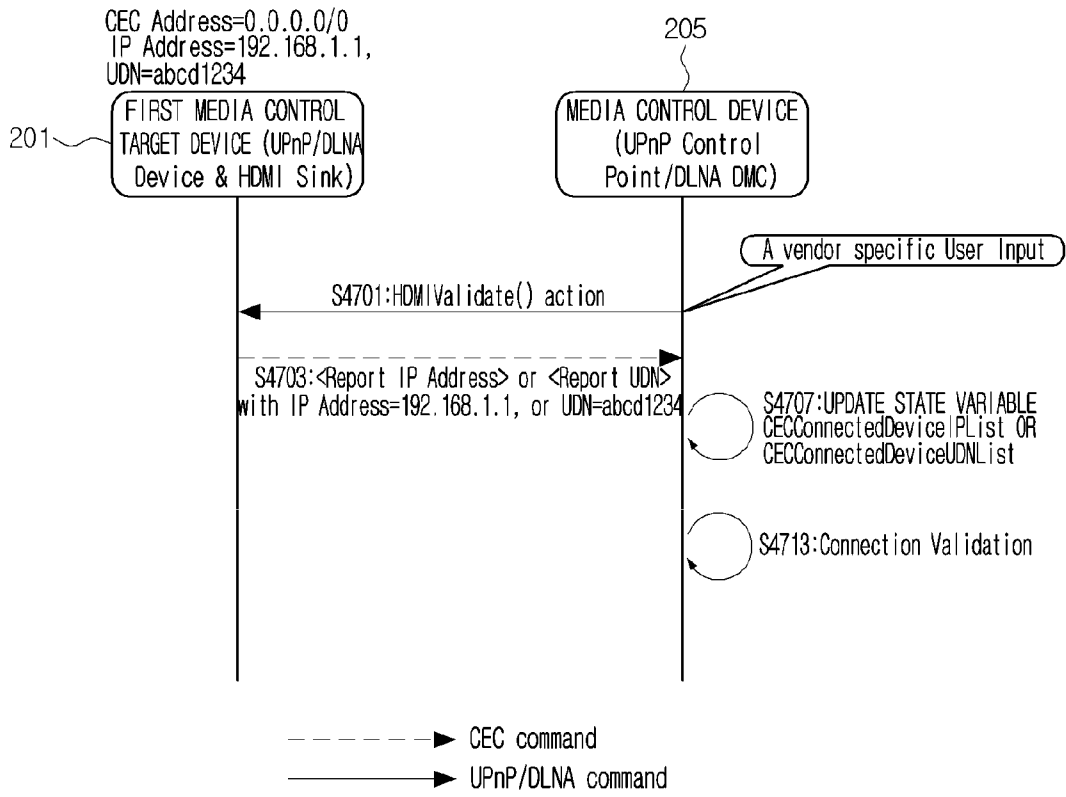 CEC Address=0.0.0.0/0
IP Address=192.168.1.1,
UDN=abcd1234
205
201
FIRST MEDIA CONTROL
TARGET DEVICE (UPnP/DLNA
Device & HDMI Sink)
MEDIA CONTROL DEVICE
(UPnP Control
Point/DLNA DMC)
A vendor specific User Input
S4701:HDMIValidate() action
S4703:<Report IP Address> or <Report UDN>
with IP Address=192.168.1.1, or UDN=abcd1234
S4707:UPDATE STATE VARIABLE
CECConnectedDeviceIPList OR
CECConnectedDeviceUDNList
S4713:Connection Validation
CEC command
UPnP/DLNA command